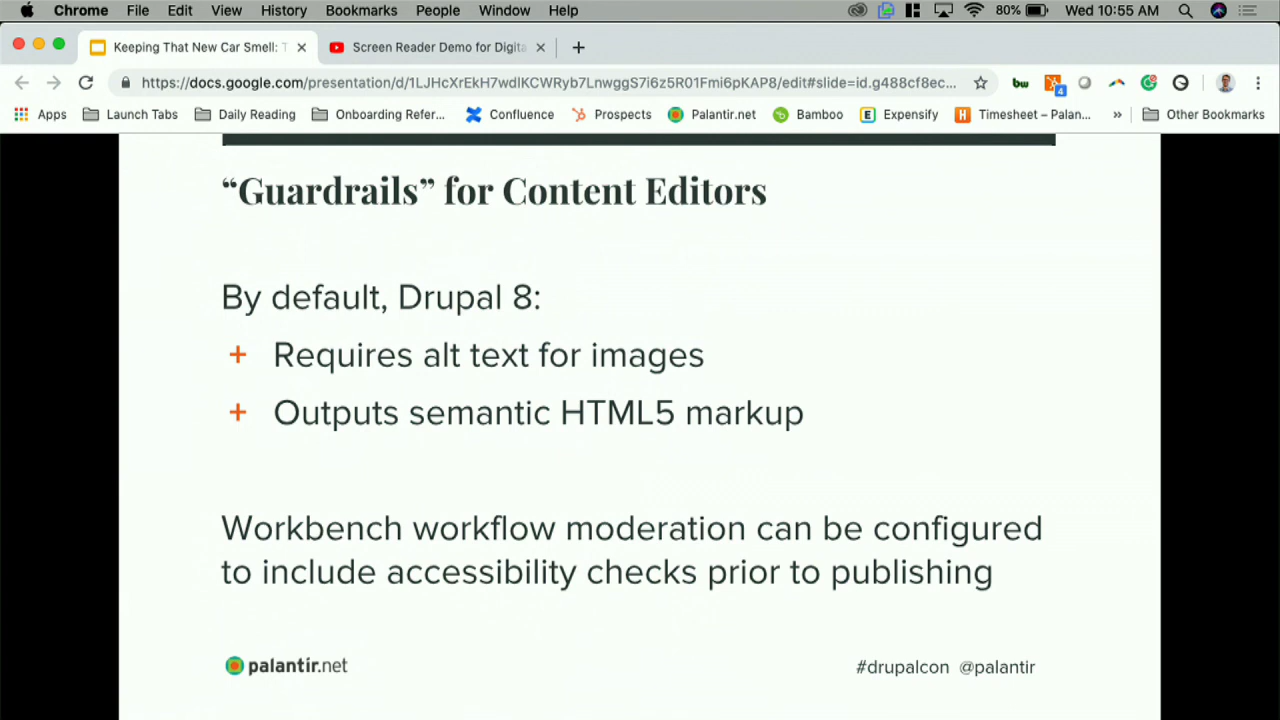 Chrome File Edit View History Bookmarks People Window Help 80% Wed 10:55 AM
Keeping That New Car Smell: T Screen Reader Demo for Digita
https://docs.google.com/presentation/d/1LJHcXrEkH7wdlKCWRyb7LnwggS7i6z5R01Fmi6pKAP8/edit#slide=id.g488cf8ec...
bw 4
Apps Launch Tabs Daily Reading Onboarding Refer... Confluence Prospects Palantir.net Bamboo Expensify Timesheet – Palan... » Other Bookmarks
“Guardrails” for Content Editors
By default, Drupal 8:
+ Requires alt text for images
+ Outputs semantic HTML5 markup
Workbench workflow moderation can be configured
to include accessibility checks prior to publishing
palantir.net #drupalcon @palantir